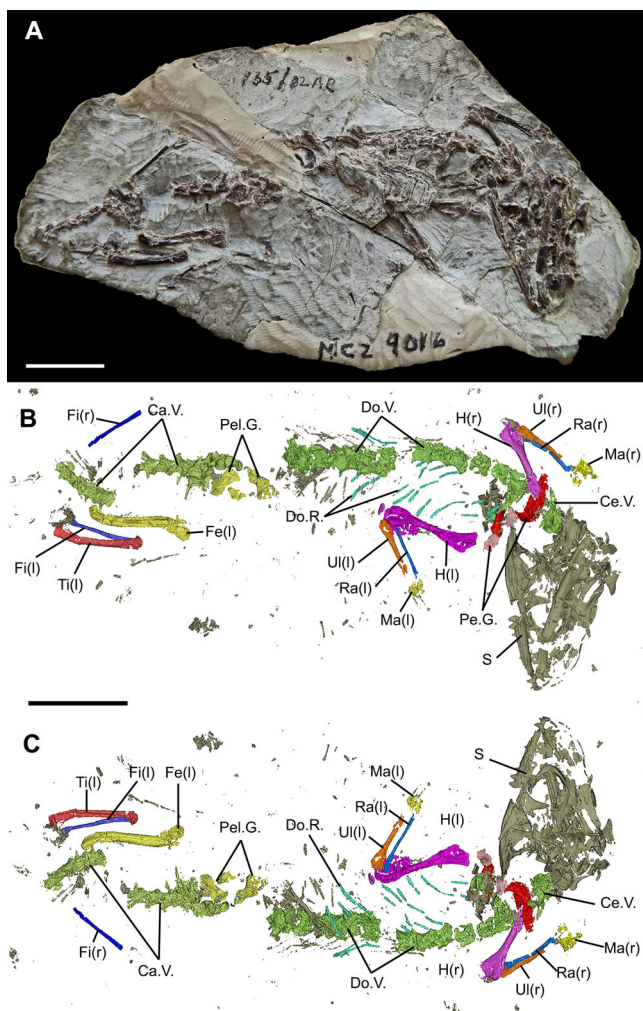 A
135/02AR
MCZ 9016
B
Fi(r)
Ca.V.
Pel.G.
Do.V.
H(r)
Ul(r)
Ra(r)
Ma(r)
Do.R.
Ce.V.
Fi(l)
Ti(l)
Fe(l)
Ul(l)
Ra(l)
Ma(l)
H(l)
Pe.G.
S
C
Ti(l)
Fi(l)
Fe(l)
Pel.G.
Do.R.
Ma(l)
Ra(l)
Ul(l)
H(l)
S
Fi(r)
Ca.V.
Do.V.
H(r)
Ce.V.
Ma(r)
Ra(r)
Ul(r)